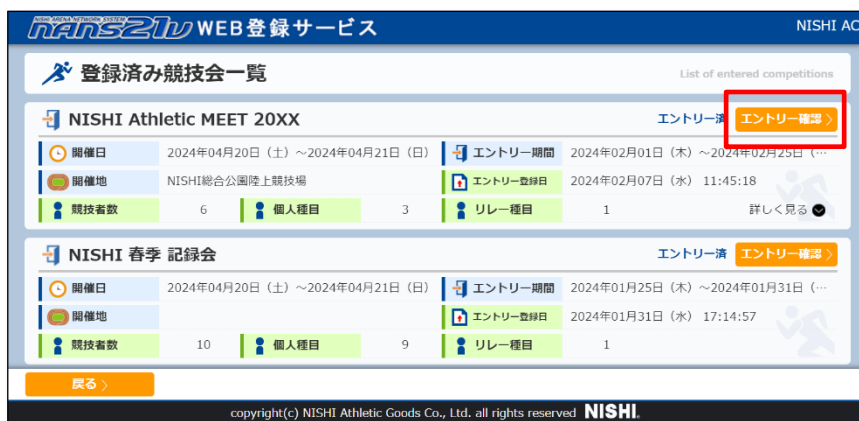 NISHI ARENA NETWORK SYSTEM
nans21V WEB登録サービス NISHI AC
登録済み競技会一覧 List of entered competitions
NISHI Athletic MEET 20XX エントリー済 エントリー確認
開催日 2024年04月20日（土）～2024年04月21日（日） エントリー期間 2024年02月01日（木）～2024年02月25日（…
開催地 NISHI総合公園陸上競技場 エントリー登録日 2024年02月07日（水） 11:45:18
競技者数 6 個人種目 3 リレー種目 1 詳しく見る
NISHI 春季 記録会 エントリー済 エントリー確認
開催日 2024年04月20日（土）～2024年04月21日（日） エントリー期間 2024年01月25日（木）～2024年01月31日（…
開催地 エントリー登録日 2024年01月31日（水） 17:14:57
競技者数 10 個人種目 9 リレー種目 1
戻る
copyright(c) NISHI Athletic Goods Co., Ltd. all rights reserved NISHI.